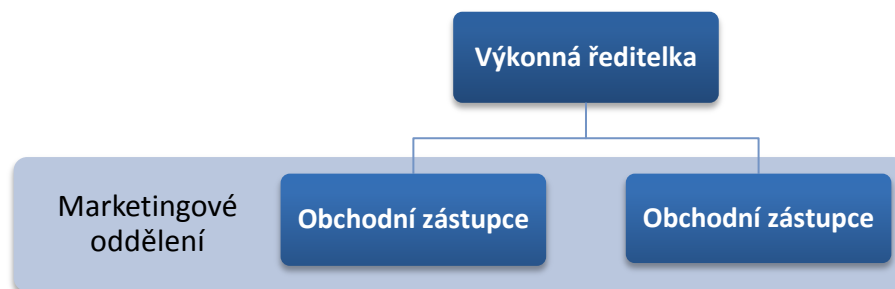 Výkonná ředitelka
Marketingové
oddělení
Obchodní zástupce
Obchodní zástupce